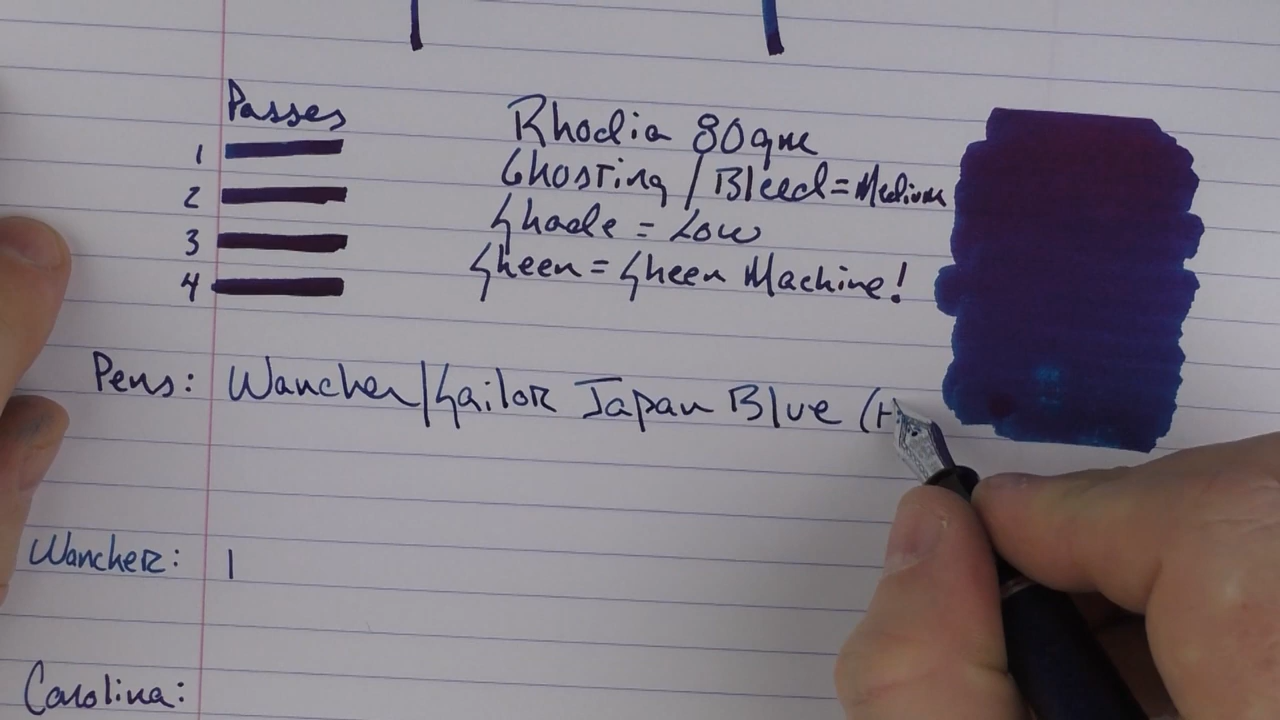 Passes
1
2
3
4
Rhodia 80gm
Ghosting / Bleed = Medium
Shade = Low
Sheen = Sheen Machine!
Pens: Wancher/Sailor Japan Blue (H
Wancher: 1
Carolina: